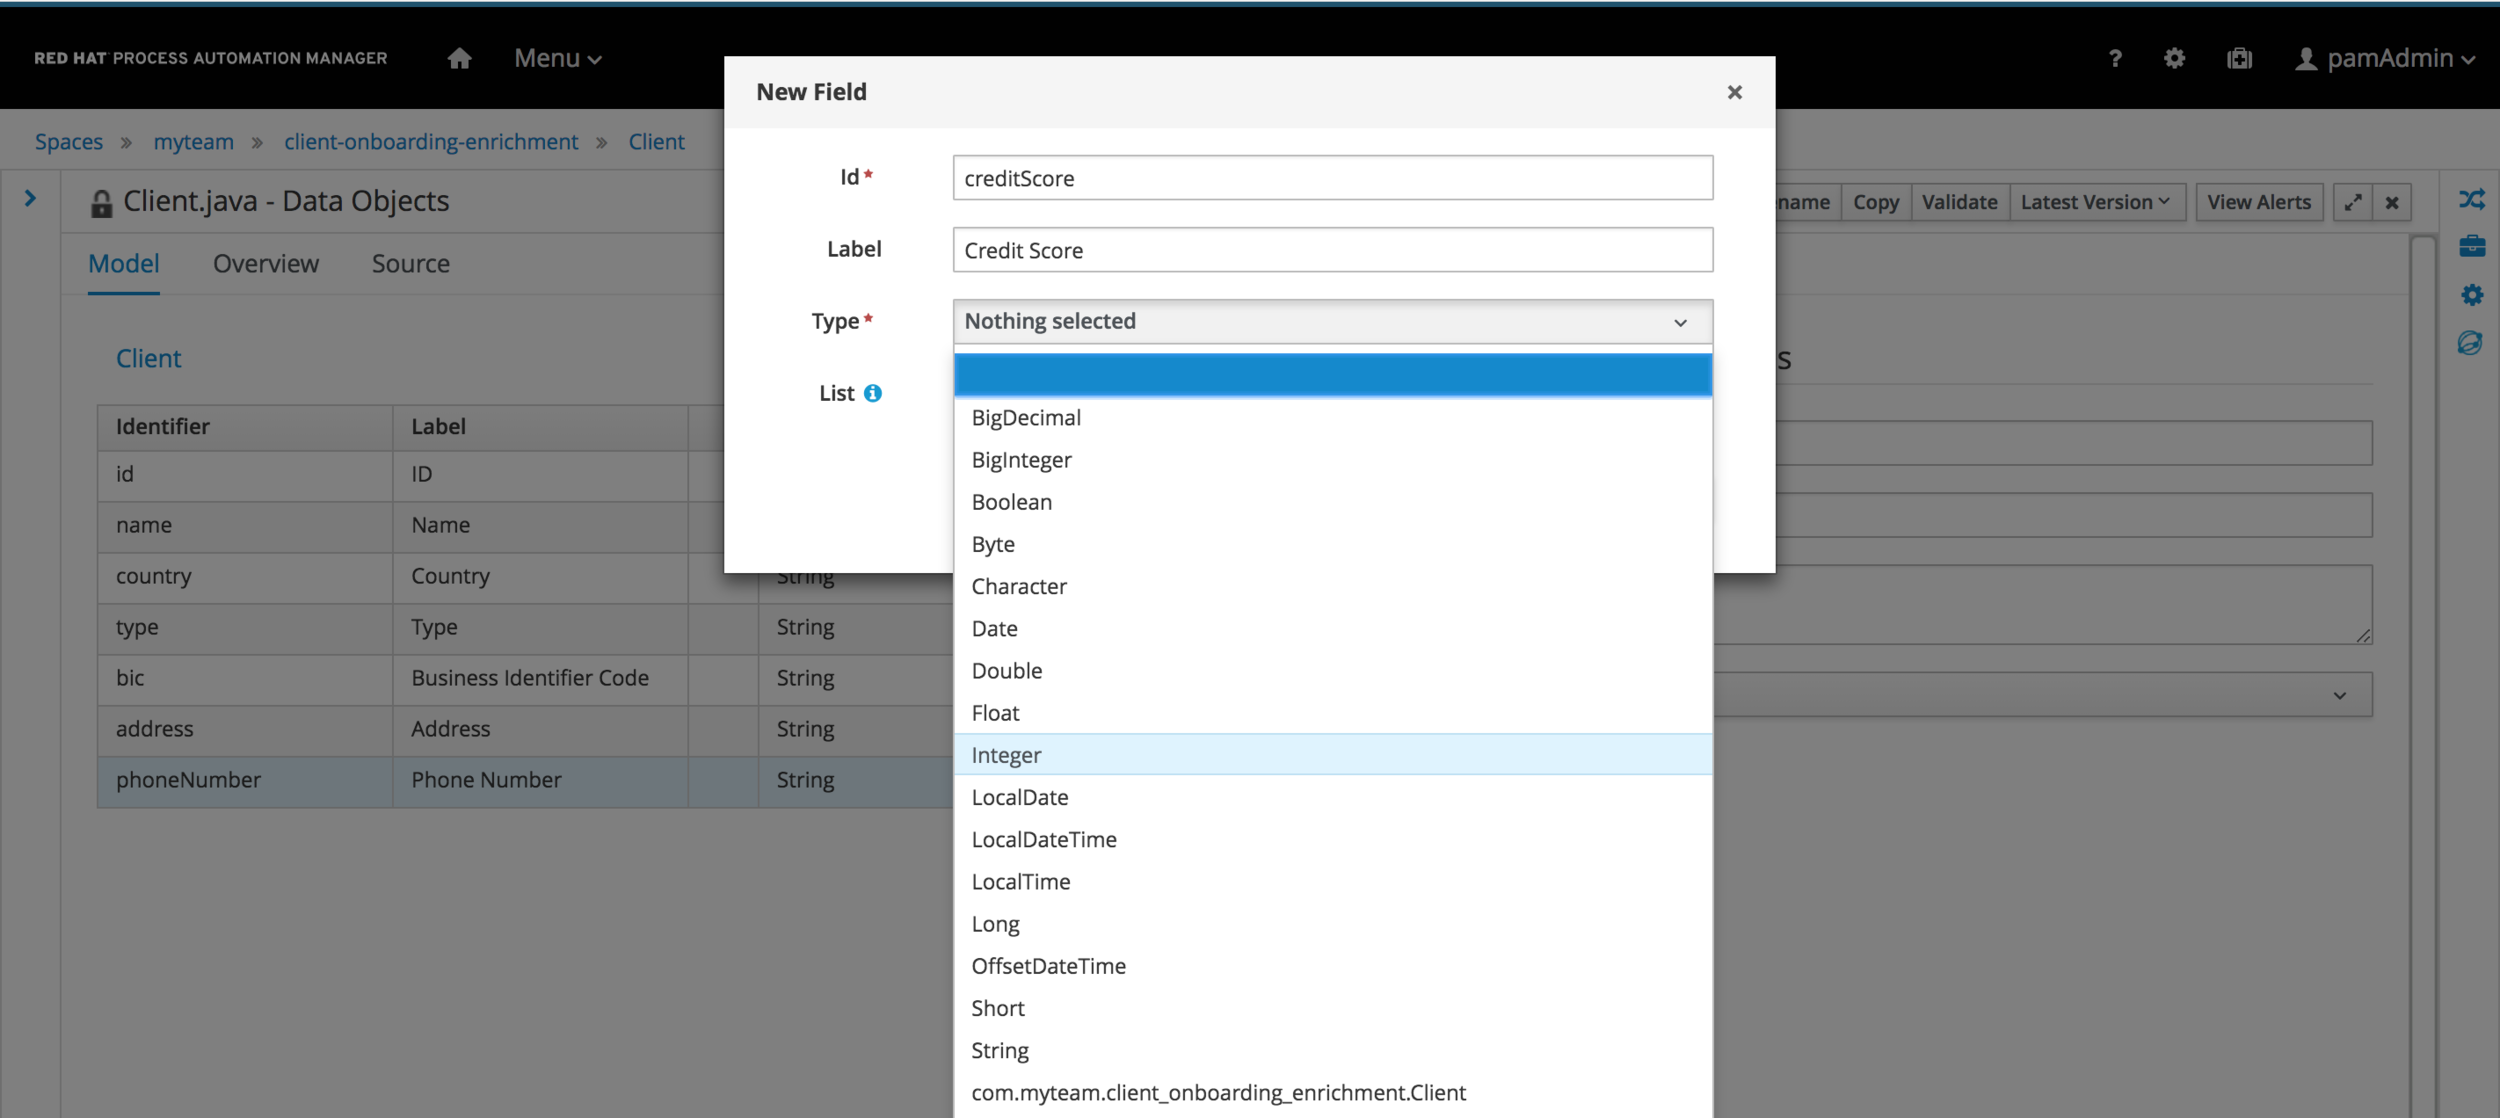 RED HAT PROCESS AUTOMATION MANAGER
Menu
?
pamAdmin
New Field
Spaces » myteam » client-onboarding-enrichment » Client
Id*
creditScore
Client.java - Data Objects
name
Copy
Validate
Latest Version
View Alerts
Label
Credit Score
Model
Overview
Source
Type*
Nothing selected
Client
s
List
Identifier
Label
id
ID
name
Name
country
Country
String
type
Type
String
bic
Business Identifier Code
String
address
Address
String
phoneNumber
Phone Number
String
BigDecimal
BigInteger
Boolean
Byte
Character
Date
Double
Float
Integer
LocalDate
LocalDateTime
LocalTime
Long
OffsetDateTime
Short
String
com.myteam.client_onboarding_enrichment.Client